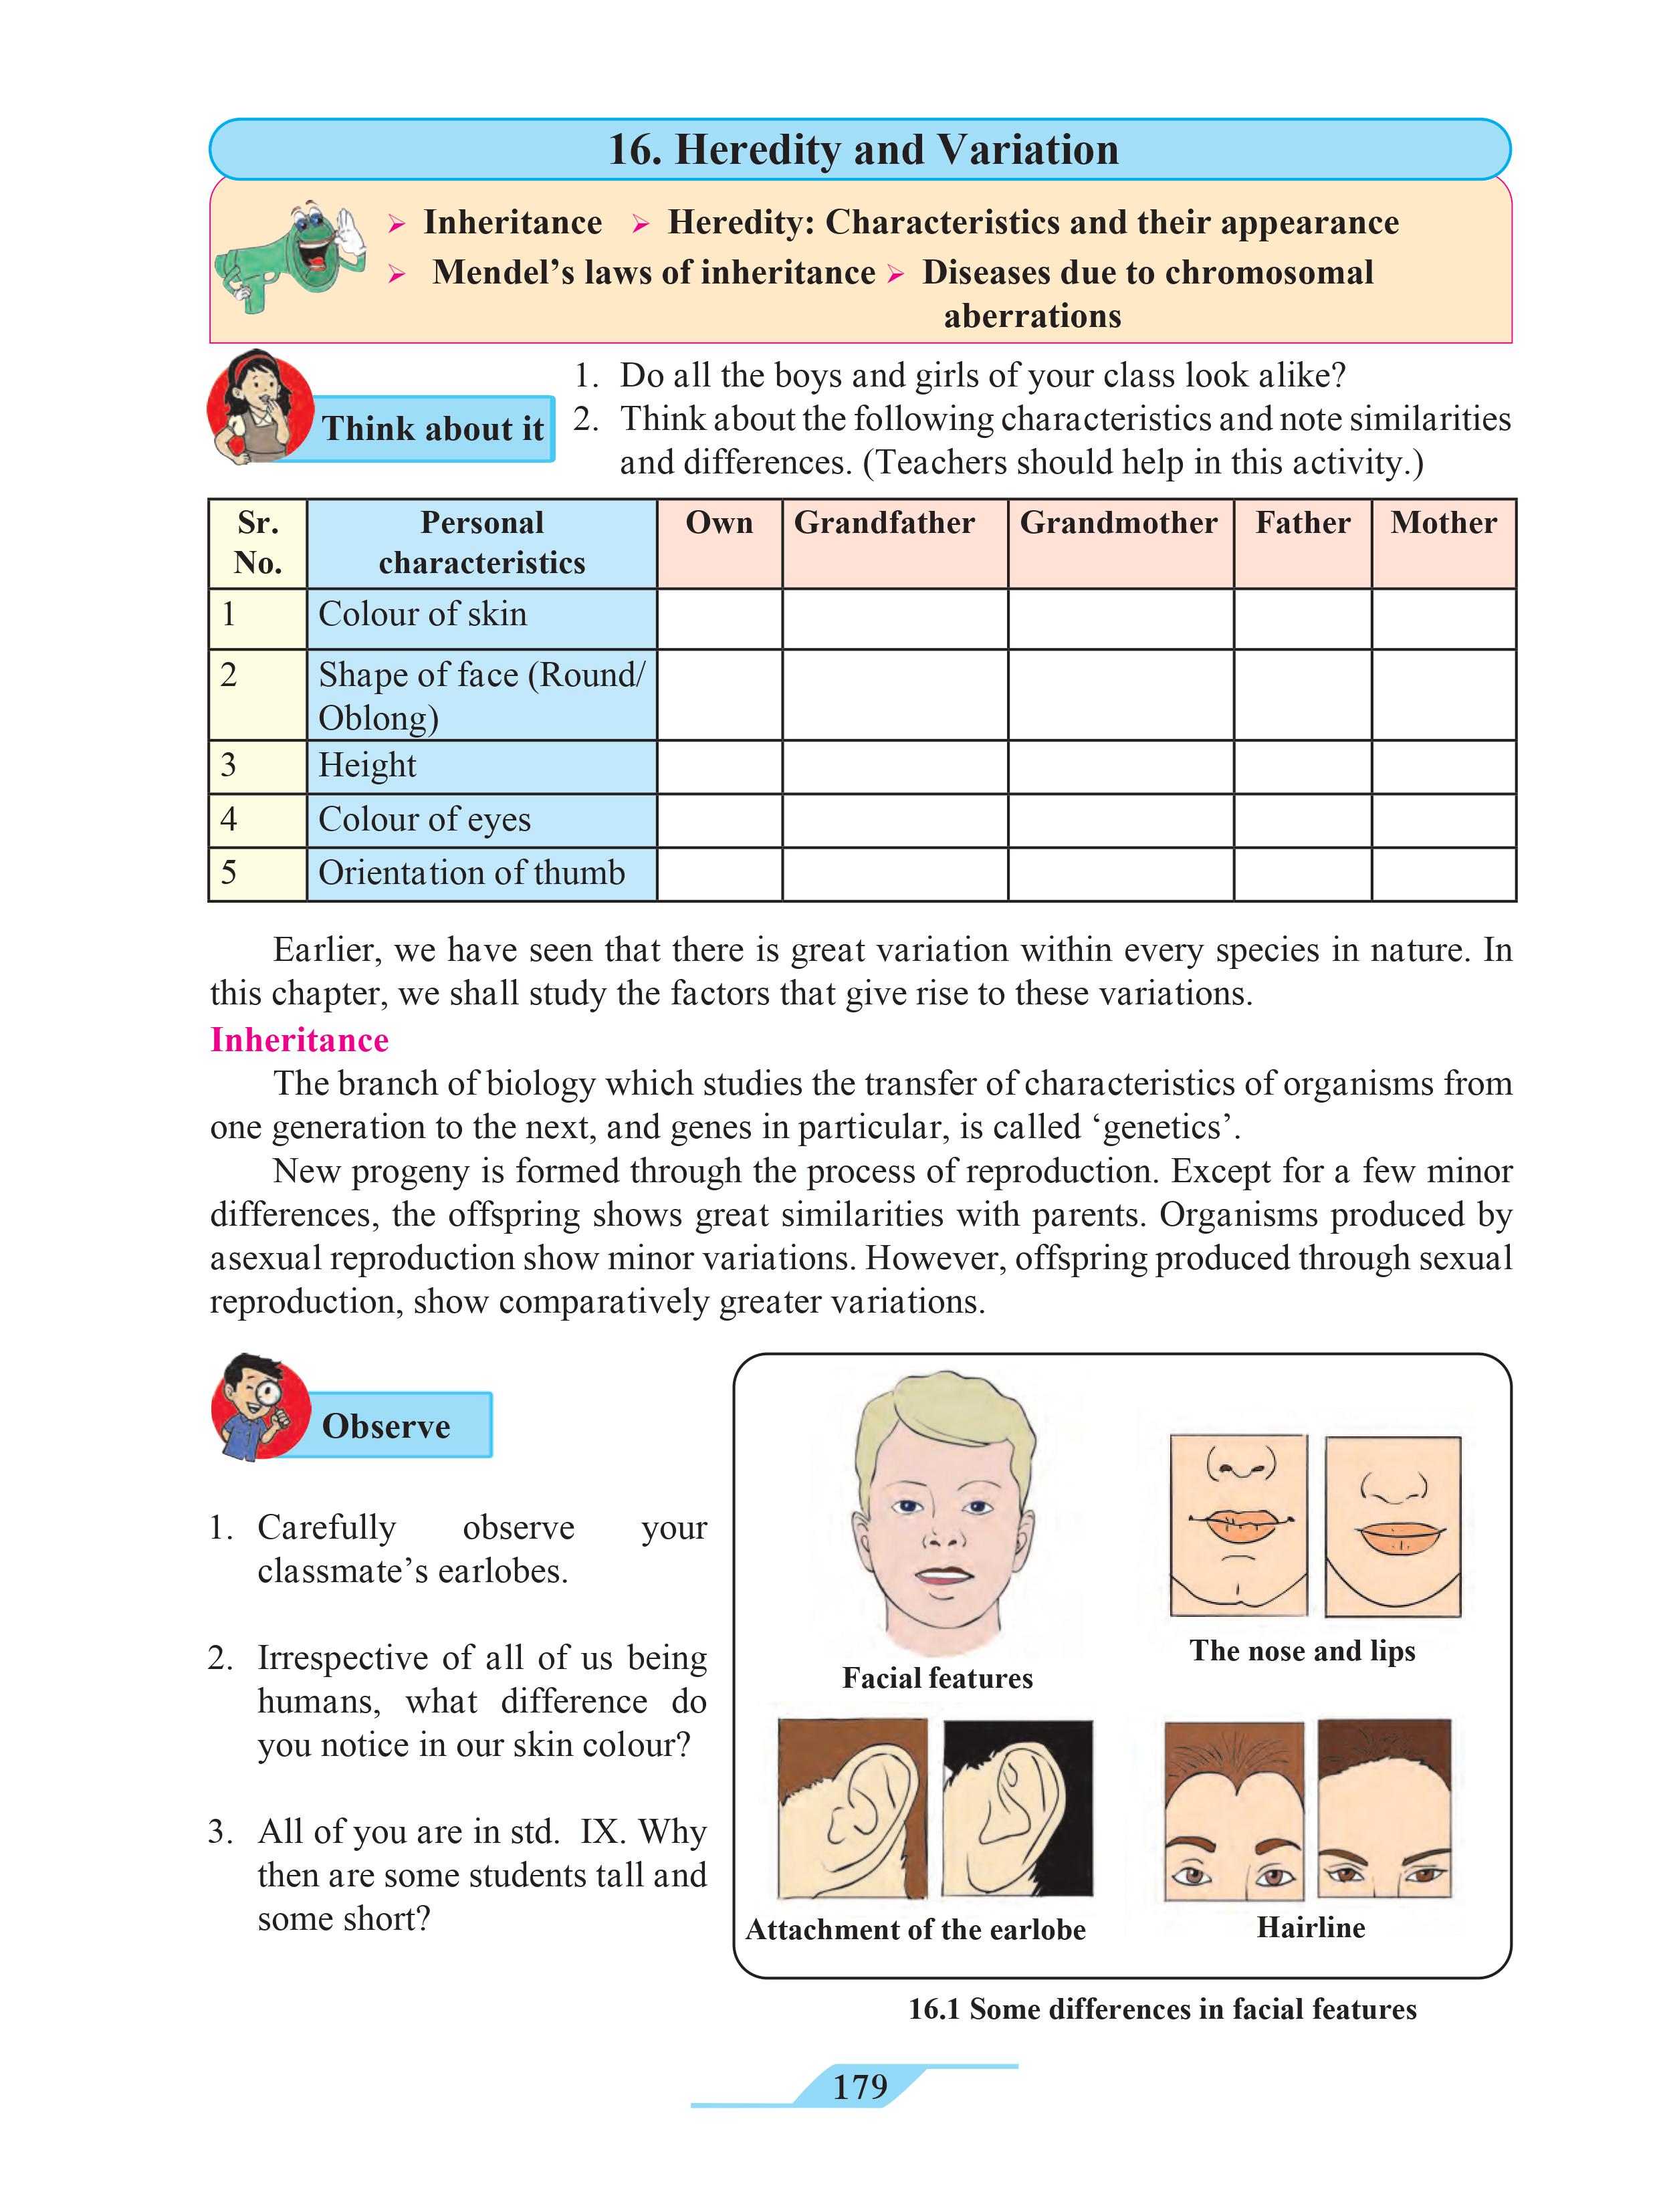 16. Heredity and Variation
➢ Inheritance ➢ Heredity: Characteristics and their appearance
➢ Mendel’s laws of inheritance ➢ Diseases due to chromosomal
aberrations
Think about it
1. Do all the boys and girls of your class look alike?
2. Think about the following characteristics and note similarities
and differences. (Teachers should help in this activity.)
Sr. No. Personal characteristics Own Grandfather Grandmother Father Mother
1 Colour of skin
2 Shape of face (Round/
Oblong)
3 Height
4 Colour of eyes
5 Orientation of thumb
Earlier, we have seen that there is great variation within every species in nature. In
this chapter, we shall study the factors that give rise to these variations.
Inheritance
The branch of biology which studies the transfer of characteristics of organisms from
one generation to the next, and genes in particular, is called ‘genetics’.
New progeny is formed through the process of reproduction. Except for a few minor
differences, the offspring shows great similarities with parents. Organisms produced by
asexual reproduction show minor variations. However, offspring produced through sexual
reproduction, show comparatively greater variations.
Observe
1. Carefully observe your
classmate’s earlobes.
2. Irrespective of all of us being
humans, what difference do
you notice in our skin colour?
3. All of you are in std. IX. Why
then are some students tall and
some short?
Facial features
The nose and lips
Attachment of the earlobe
Hairline
16.1 Some differences in facial features
179